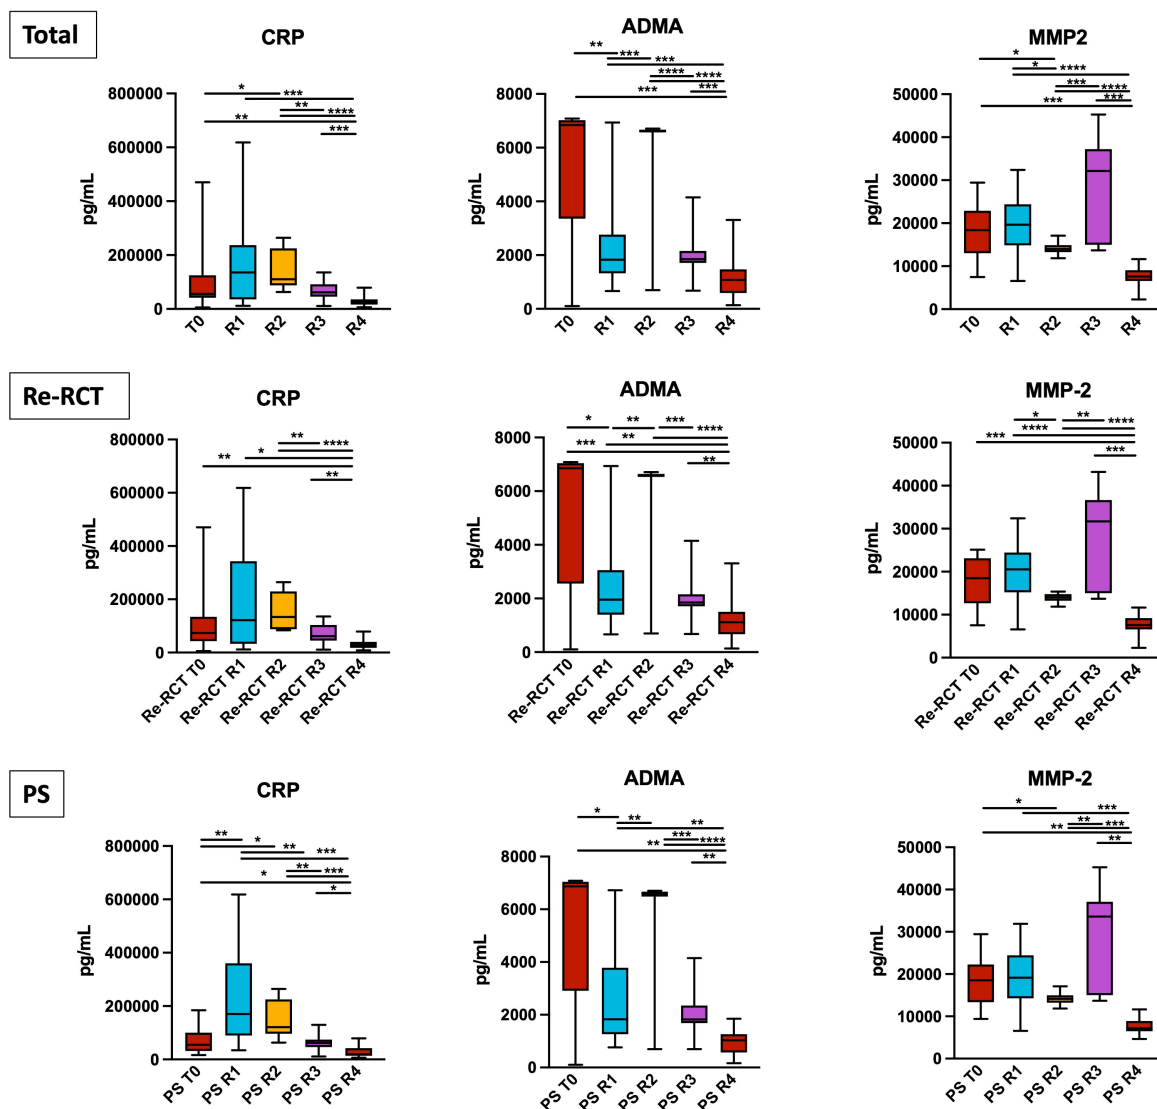 Total
CRP
ADMA
MMP2
* *** ** **** ** ***
** *** *** **** **** *** ***
* * **** *** **** *** ***
pg/mL
800000
600000
400000
200000
0
T0 R1 R2 R3 R4
pg/mL
8000
6000
4000
2000
0
T0 R1 R2 R3 R4
pg/mL
50000
40000
30000
20000
10000
0
T0 R1 R2 R3 R4
Re-RCT
CRP
ADMA
MMP-2
** **** ** * **
* ** *** **** *** ** **
* ** **** *** **** ***
pg/mL
800000
600000
400000
200000
0
Re-RCT T0 Re-RCT R1 Re-RCT R2 Re-RCT R3 Re-RCT R4
pg/mL
8000
6000
4000
2000
0
Re-RCT T0 Re-RCT R1 Re-RCT R2 Re-RCT R3 Re-RCT R4
pg/mL
50000
40000
30000
20000
10000
0
Re-RCT T0 Re-RCT R1 Re-RCT R2 Re-RCT R3 Re-RCT R4
PS
CRP
ADMA
MMP-2
** * ** *** ** *** * *
* ** ** *** **** ** **
* *** ** *** ** **
pg/mL
800000
600000
400000
200000
0
PS T0 PS R1 PS R2 PS R3 PS R4
pg/mL
8000
6000
4000
2000
0
PS T0 PS R1 PS R2 PS R3 PS R4
pg/mL
50000
40000
30000
20000
10000
0
PS T0 PS R1 PS R2 PS R3 PS R4